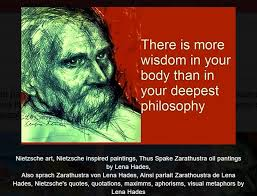 There is more
wisdom in your
body than in
your deepest
philosophy
Nietzsche art, Nietzsche inspired paintings, Thus Spake Zarathustra oil pantings
by Lena Hades,
Also sprach Zarathustra von Lena Hades, Ainsi parlait Zarathoustra de Lena
Hades, Nietzsche's quotes, quotations, maximms, aphorisms, visual metaphors by
Lena Hades